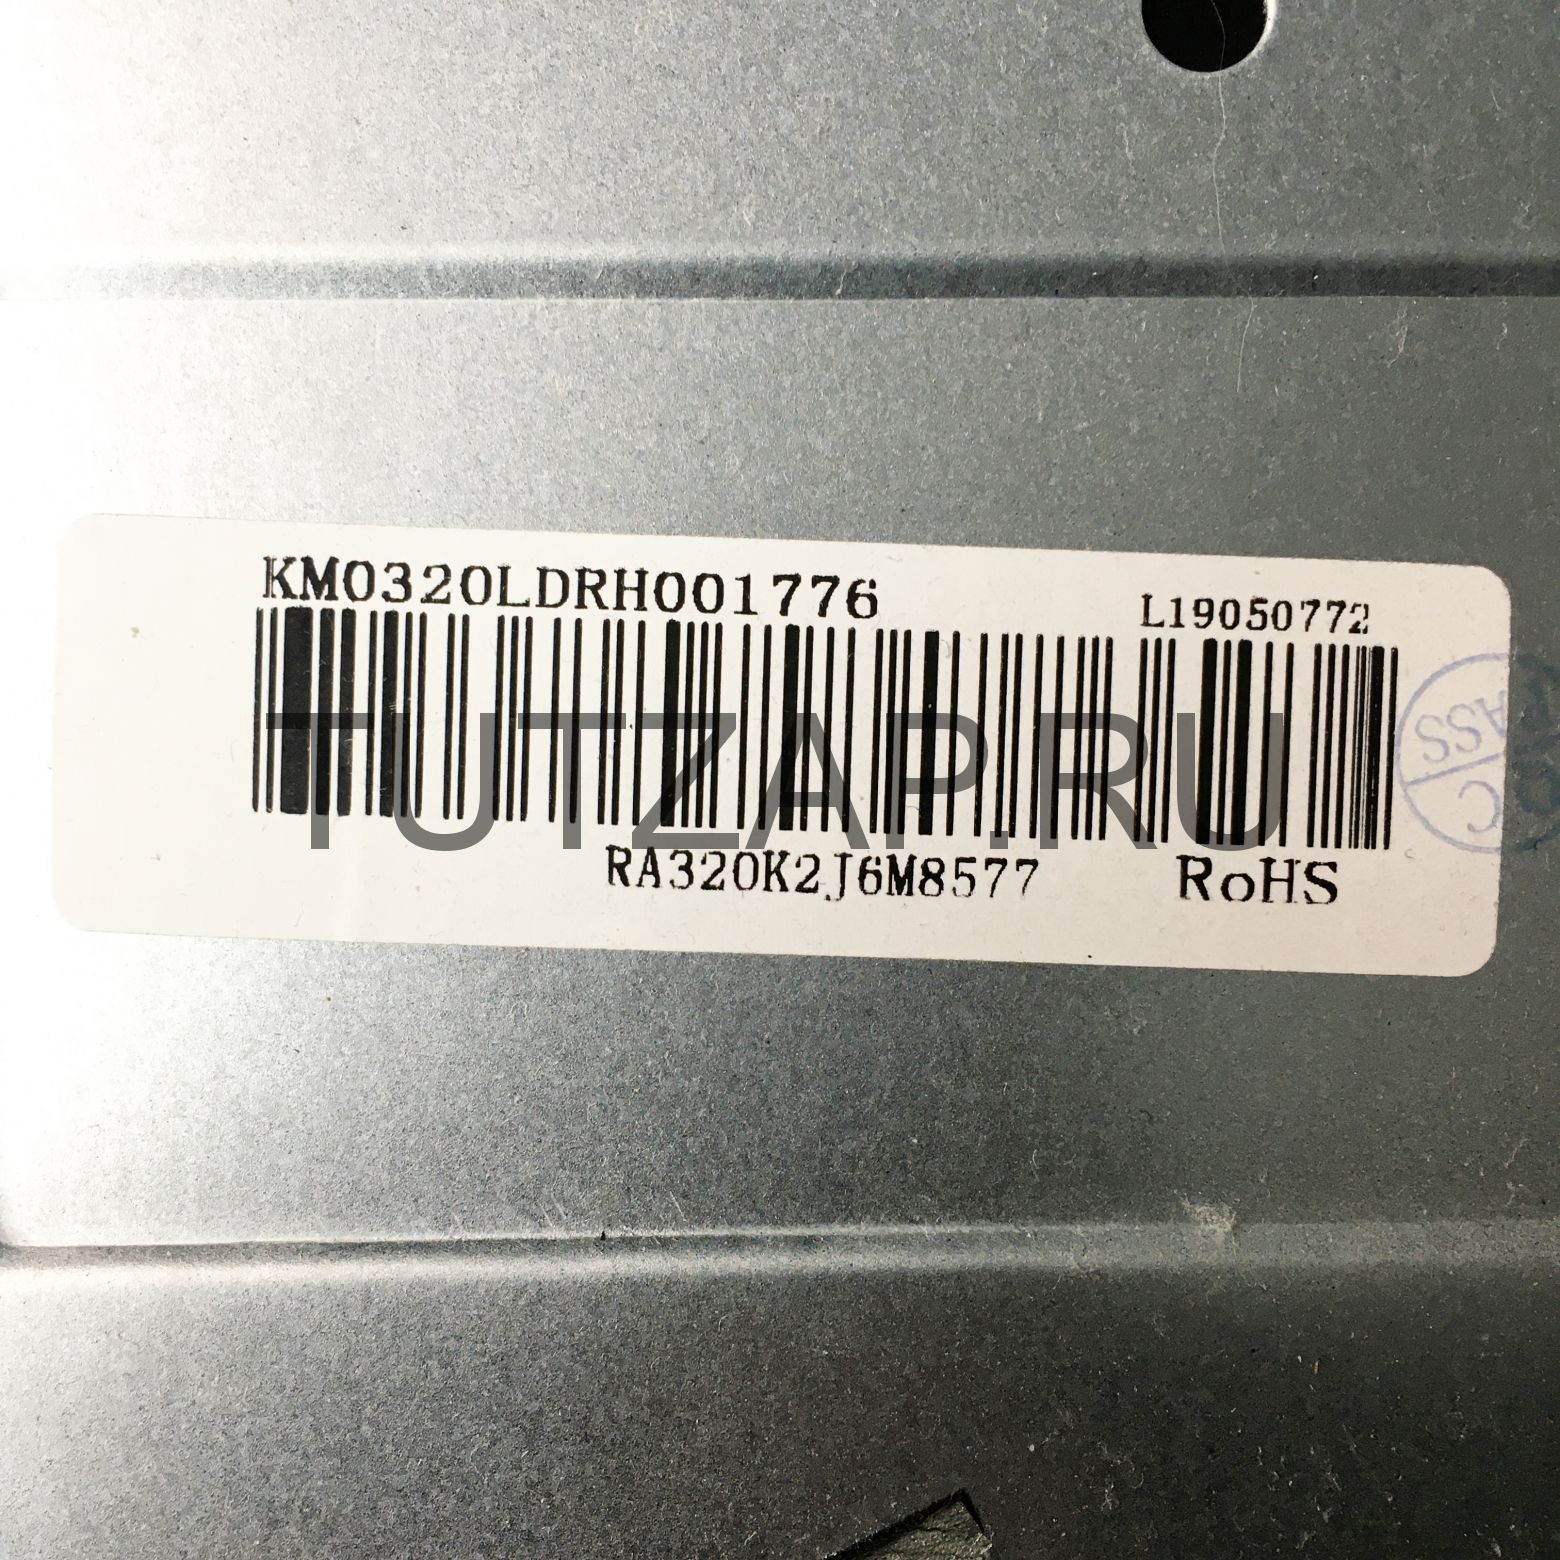 KM0320LDRH001776
L19050772
TUTZAP.RU
RA320K2J6M8577
RoHS